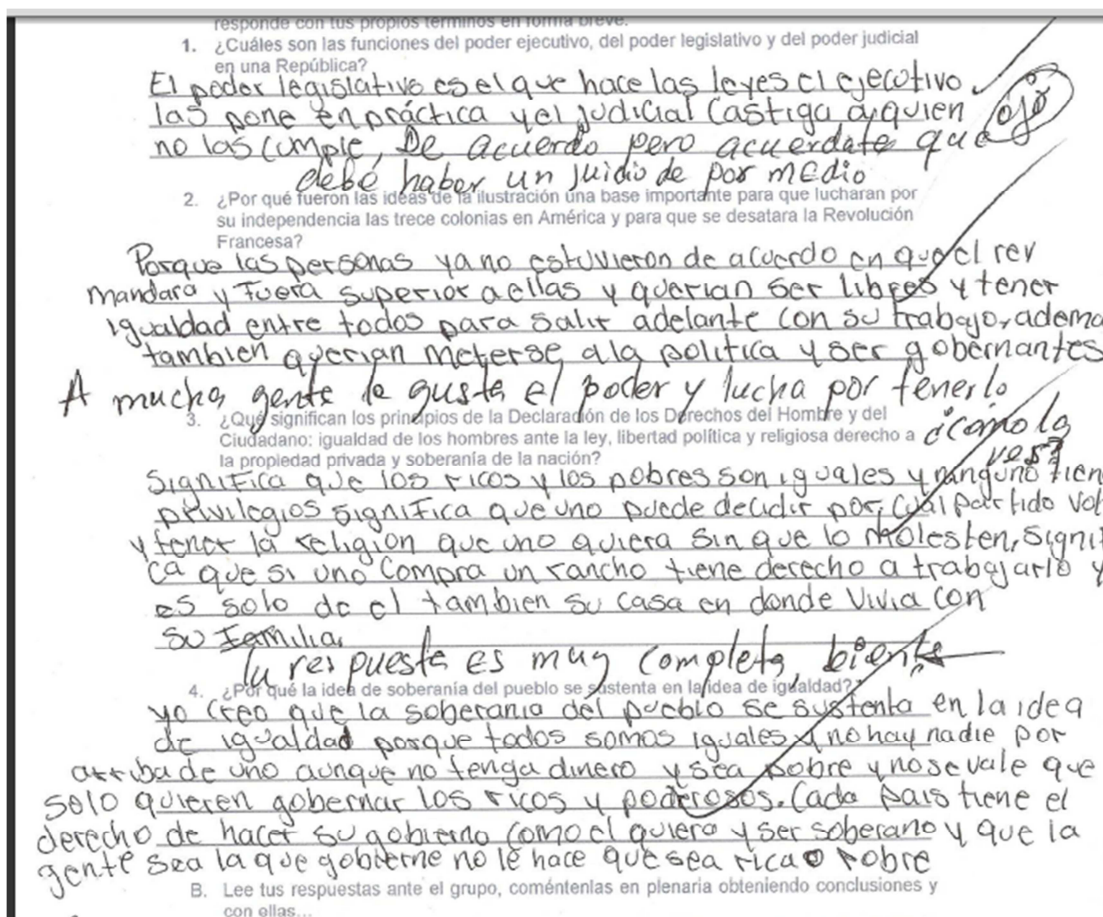 responde con tus propios términos en forma breve.
1. ¿Cuáles son las funciones del poder ejecutivo, del poder legislativo y del poder judicial
en una República?
El poder legislativo es el que hace las leyes el ejecutivo
las pone en práctica y el judicial castiga a quien ojo
no las cumple, De acuerdo pero acuerdate que
debe haber un juicio de por medio
2. ¿Por qué fueron las ideas de la ilustración una base importante para que lucharan por
su independencia las trece colonias en América y para que se desatara la Revolución
Francesa?
Porque las personas ya no estuvieron de acuerdo en que el rey
mandara y fuera superior a ellas y querian ser libres y tener
igualdad entre todos para salir adelante con su trabajo, adema
tambien querian meterse ala politica y ser gobernantes
A mucha gente le gusta el poder y lucha por tenerlo
3. ¿Qué significan los principios de la Declaración de los Derechos del Hombre y del
Ciudadano: igualdad de los hombres ante la ley, libertad política y religiosa derecho a
¿cómo la
ves?
la propiedad privada y soberanía de la nación?
Significa que los ricos y los pobres son iguales y ninguno tien
privilegios significa que uno puede decidir por cual partido vot
y tener la religion que uno quiera sin que lo molesten, signifi
ca que si uno compra un rancho tiene derecho a trabajarlo y
es solo de el tambien su casa en donde vivia con
su familia,
tu respuesta es muy completa, bien
4. ¿Por qué la idea de soberanía del pueblo se sustenta en la idea de igualdad?
yo creo que la soberania del pueblo se sustenta en la idea
de igualdad porque todos somos iguales y no hay nadie por
arriba de uno aunque no tenga dinero y sea pobre y no se vale que
solo quieren gobernar los ricos y poderosos. Cada pais tiene el
derecho de hacer su gobierno como el quiera y ser soberano y que la
gente sea la que gobierne no le hace que sea rica o pobre
B. Lee tus respuestas ante el grupo, coméntenlas en plenaria obteniendo conclusiones y
con ellas...